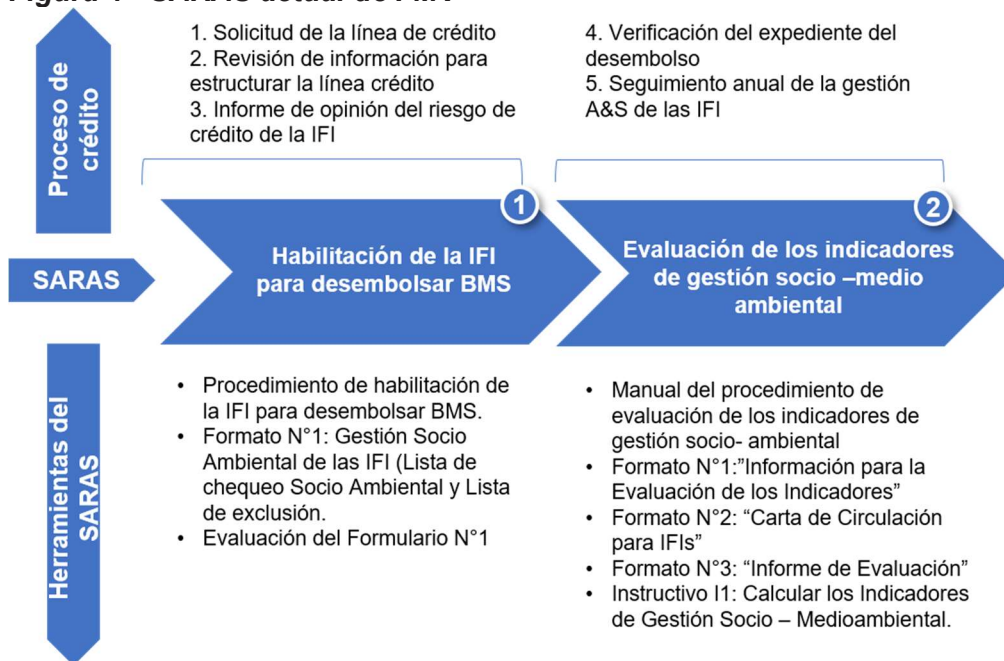 1. Solicitud de la línea de crédito
2. Revisión de información para
estructurar la línea crédito
3. Informe de opinión del riesgo de
crédito de la IFI
4. Verificación del expediente del
desembolso
5. Seguimiento anual de la gestión
A&S de las IFI
Proceso de
crédito
1
2
SARAS
Habilitación de la IFI
para desembolsar BMS
Evaluación de los indicadores
de gestión socio –medio
ambiental
Herramientas del
SARAS
• Procedimiento de habilitación de
la IFI para desembolsar BMS.
• Formato N°1: Gestión Socio
Ambiental de las IFI (Lista de
chequeo Socio Ambiental y Lista
de exclusión.
• Evaluación del Formulario N°1
• Manual del procedimiento de
evaluación de los indicadores de
gestión socio- ambiental
• Formato N°1:”Información para la
Evaluación de los Indicadores”
• Formato N°2: “Carta de Circulación
para IFIs”
• Formato N°3: “Informe de Evaluación”
• Instructivo I1: Calcular los Indicadores
de Gestión Socio – Medioambiental.